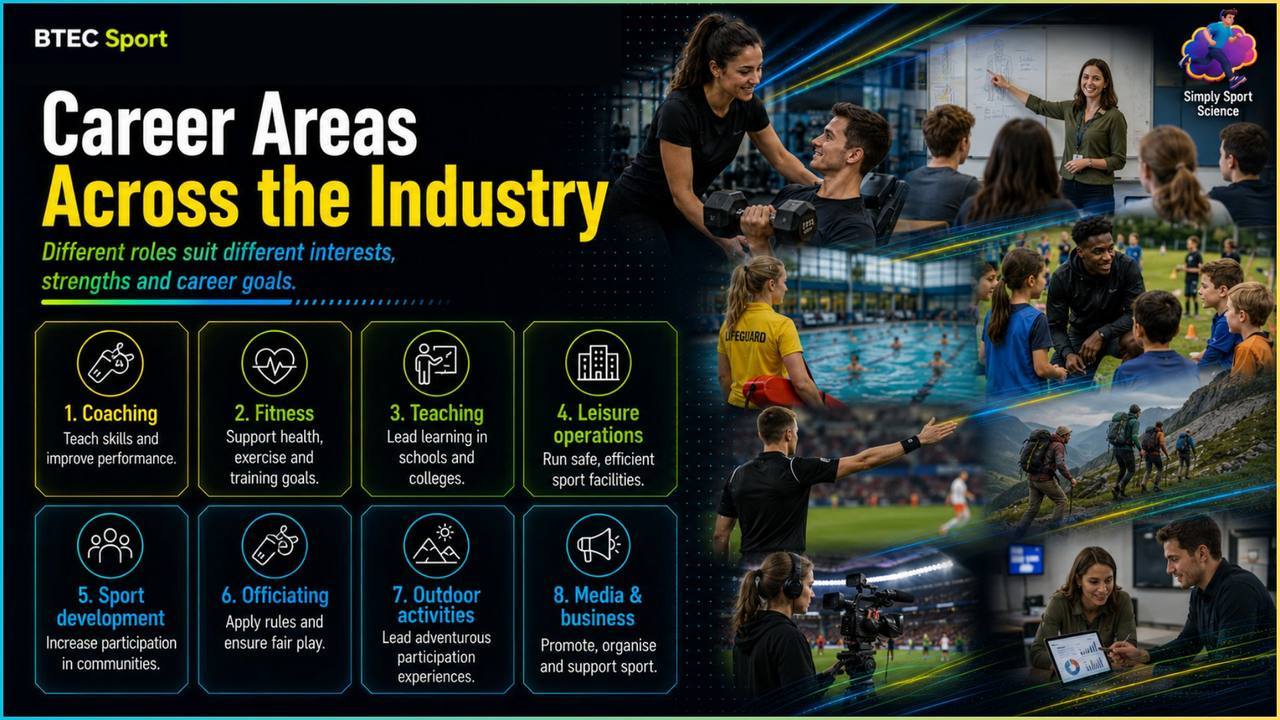 BTEC Sport
Career Areas
Across the Industry
Different roles suit different interests,
strengths and career goals.
1. Coaching
Teach skills and
improve performance.
2. Fitness
Support health,
exercise and
training goals.
3. Teaching
Lead learning in
schools and
colleges.
4. Leisure
operations
Run safe, efficient
sport facilities.
5. Sport
development
Increase participation
in communities.
6. Officiating
Apply rules and
ensure fair play.
7. Outdoor
activities
Lead adventurous
participation
experiences.
8. Media &
business
Promote, organise
and support sport.
Simply Sport
Science
LIFEGUARD